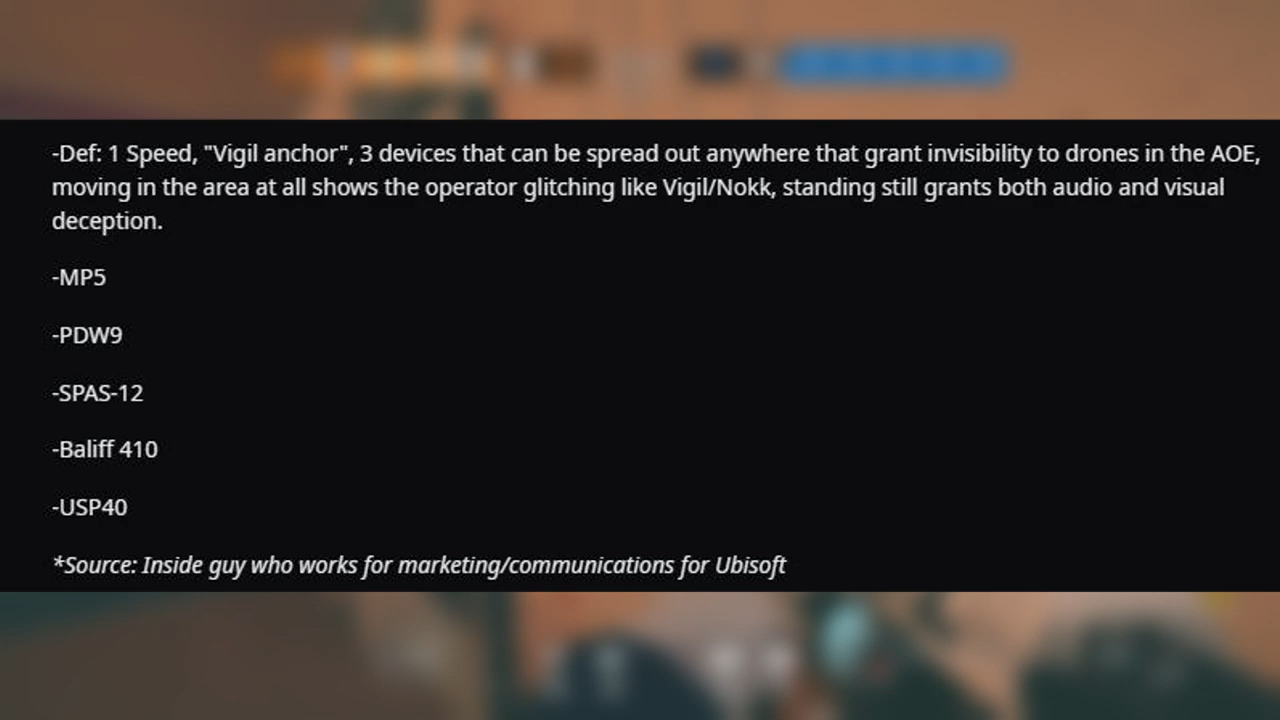 -Def: 1 Speed, "Vigil anchor", 3 devices that can be spread out anywhere that grant invisibility to drones in the AOE,
moving in the area at all shows the operator glitching like Vigil/Nokk, standing still grants both audio and visual
deception.
-MP5
-PDW9
-SPAS-12
-Baliff 410
-USP40
*Source: Inside guy who works for marketing/communications for Ubisoft